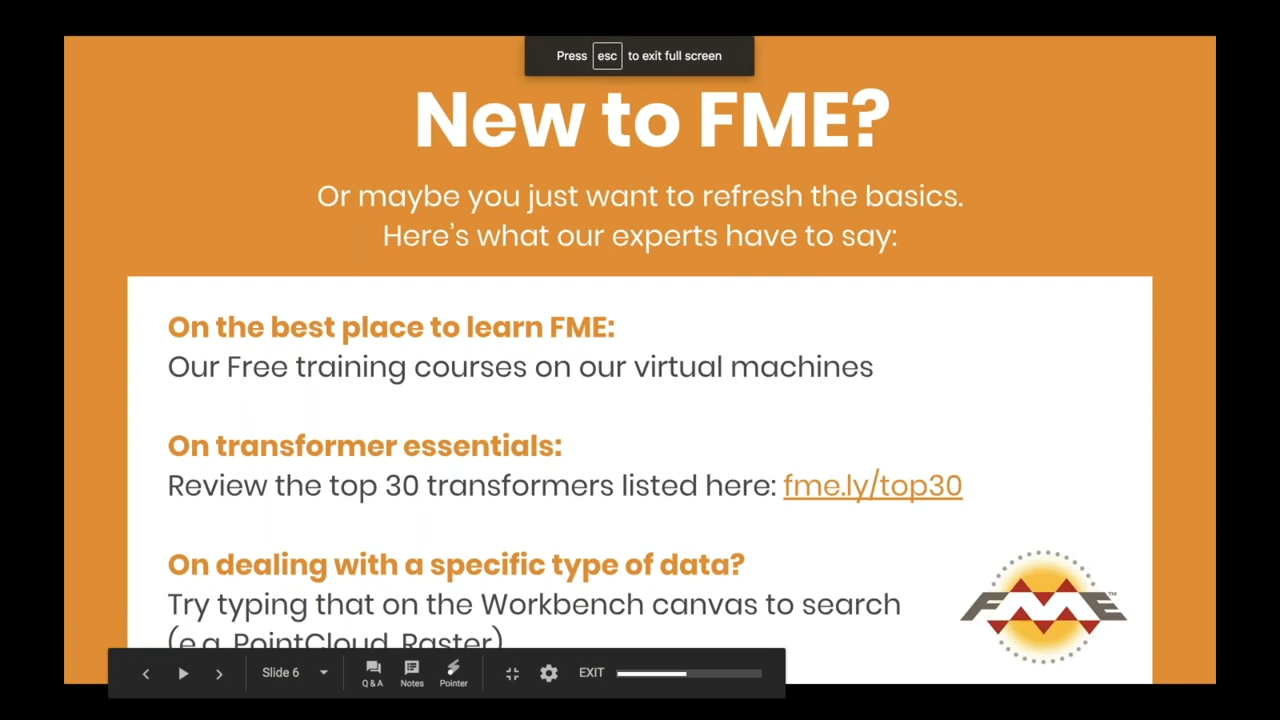 Press esc to exit full screen
New to FME?
Or maybe you just want to refresh the basics.
Here's what our experts have to say:
On the best place to learn FME:
Our Free training courses on our virtual machines
On transformer essentials:
Review the top 30 transformers listed here: fme.ly/top30
On dealing with a specific type of data?
Try typing that on the Workbench canvas to search
(e.g. PointCloud, Raster)
FME™
Slide 6
Q & A Notes Pointer
EXIT